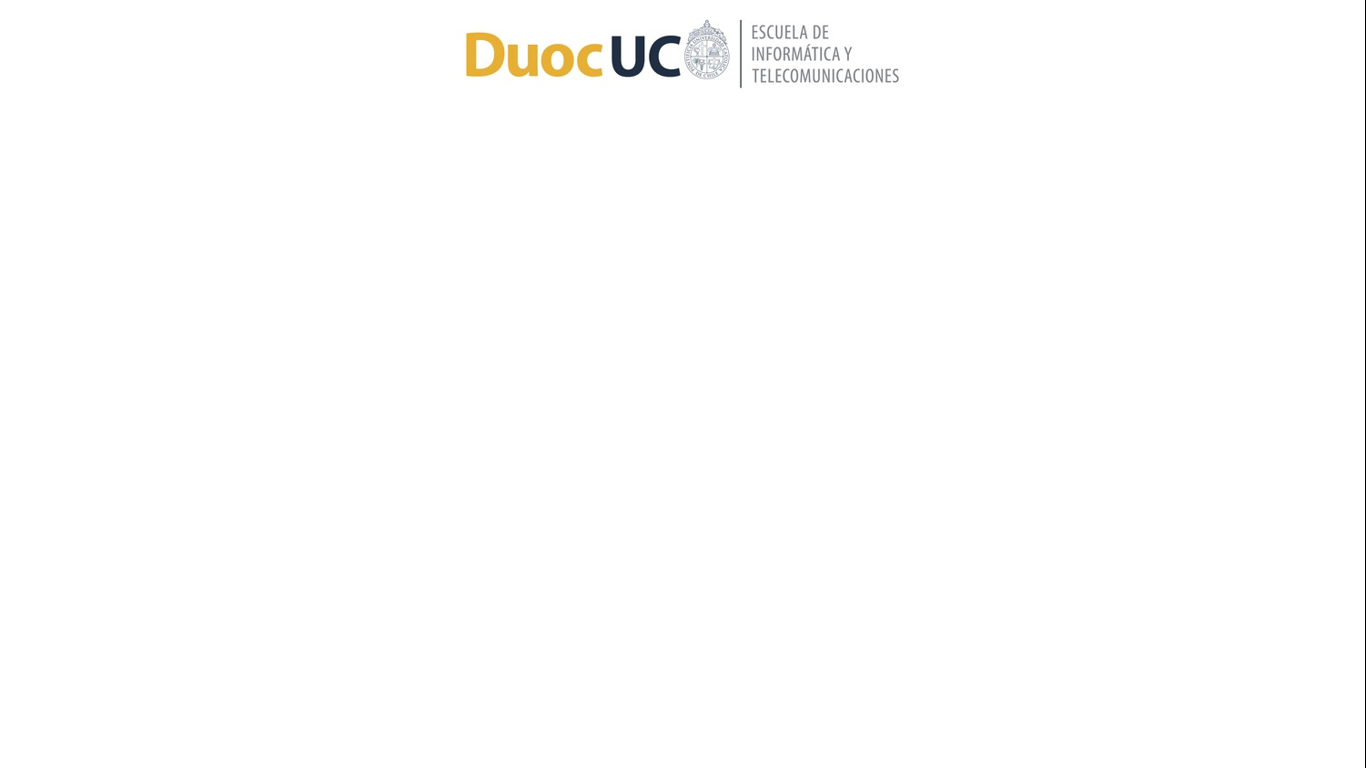 Duoc UC
ESCUELA DE
INFORMÁTICA Y
TELECOMUNICACIONES